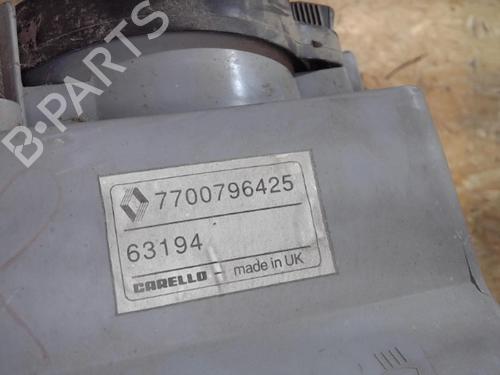 B-PARTS
7700796425
63194
CARELLO - made in UK